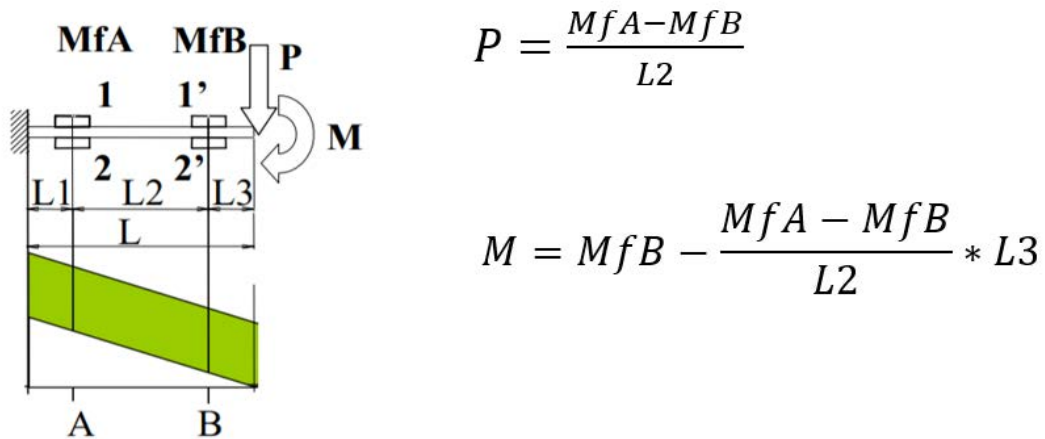 MfA MfB
P
1 1’
M
2 2’
L1 L2 L3
L
A B
P = MfA−MfB / L2
M = MfB − MfA − MfB / L2 * L3